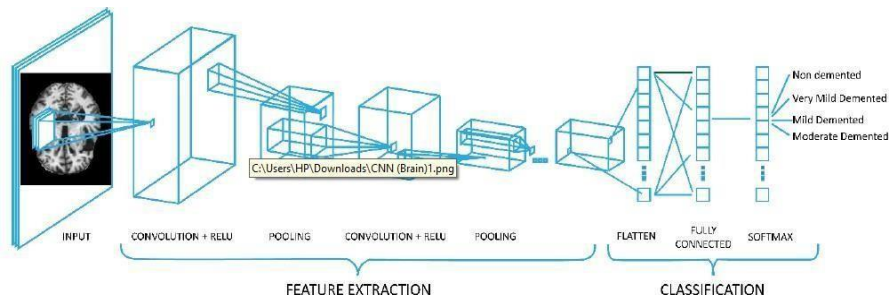 Non demented
Very Mild Demented
Mild Demented
Moderate Demented
C:\Users\HP\Downloads\CNN (Brain)1.png
INPUT
CONVOLUTION + RELU
POOLING
CONVOLUTION + RELU
POOLING
FLATTEN
FULLY
CONNECTED
SOFTMAX
FEATURE EXTRACTION
CLASSIFICATION